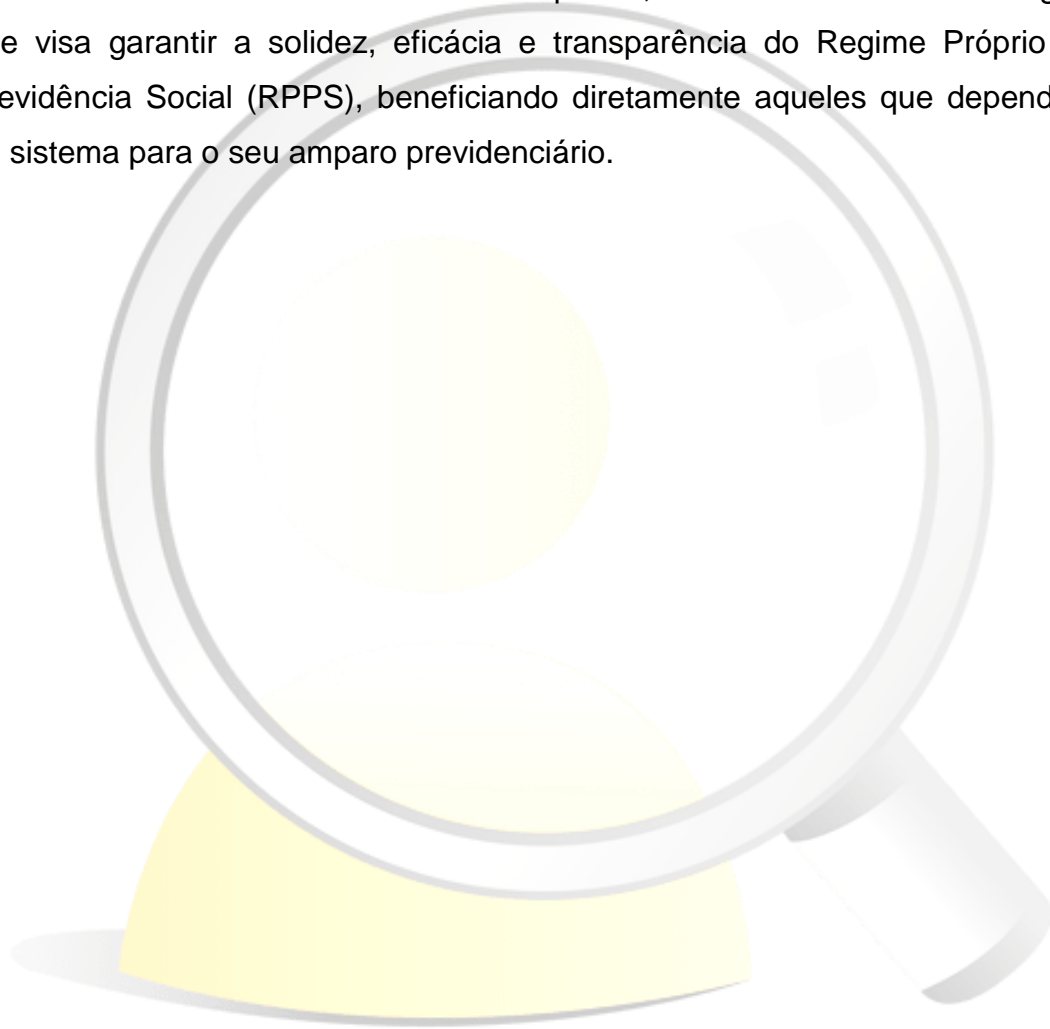 e visa garantir a solidez, eficácia e transparência do Regime Próprio
evidência Social (RPPS), beneficiando diretamente aqueles que depend
sistema para o seu amparo previdenciário.